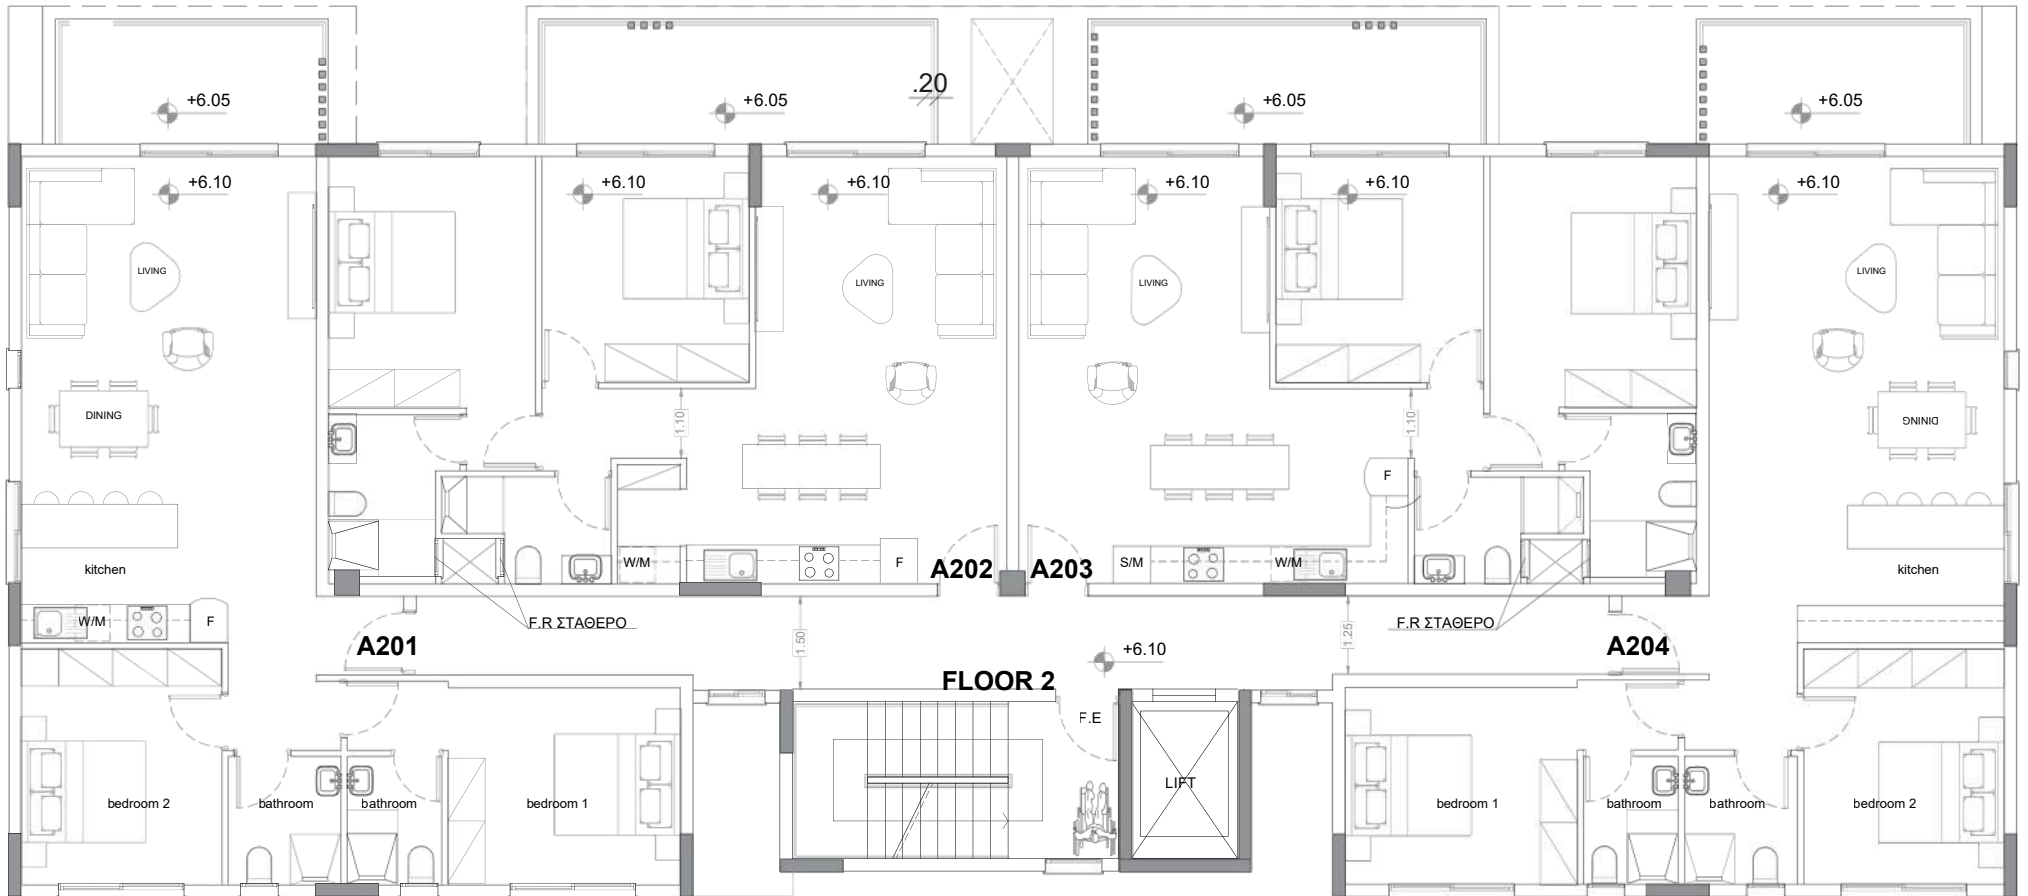 .20
+6.05
+6.05
+6.05
+6.05
+6.10
+6.10
+6.10
+6.10
+6.10
+6.10
LIVING
LIVING
LIVING
LIVING
DINING
1.10
1.10
DINING
F
kitchen
W/M
F
A202
A203
S/M
W/M
kitchen
W/M
F
F.R ΣΤΑΘΕΡΟ
F.R ΣΤΑΘΕΡΟ
A201
1.50
+6.10
1.25
A204
FLOOR 2
F.E
LIFT
bedroom 2
bathroom
bathroom
bedroom 1
bedroom 1
bathroom
bathroom
bedroom 2